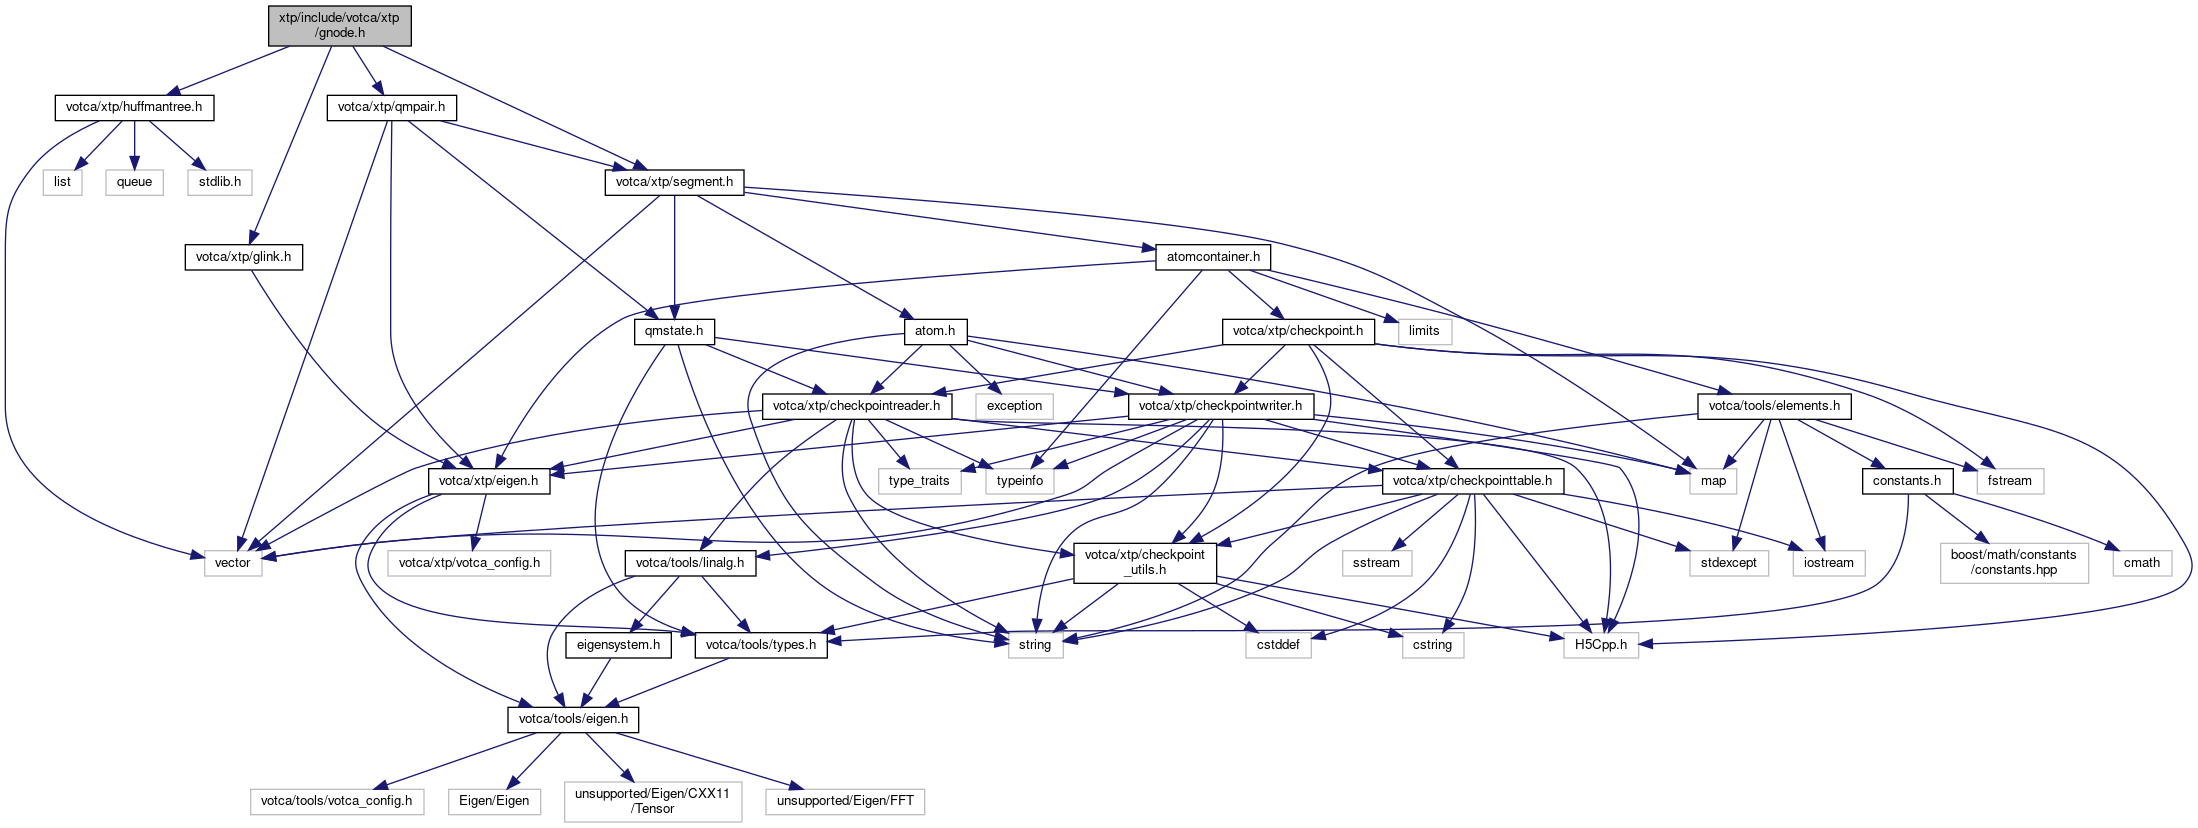 xtp/include/votca/xtp
/gnode.h
votca/xtp/huffmantree.h
votca/xtp/qmpair.h
list
queue
stdlib.h
votca/xtp/segment.h
votca/xtp/glink.h
atomcontainer.h
qmstate.h
atom.h
votca/xtp/checkpoint.h
limits
votca/xtp/checkpointreader.h
exception
votca/xtp/checkpointwriter.h
votca/tools/elements.h
votca/xtp/eigen.h
type_traits
typeinfo
votca/xtp/checkpointtable.h
map
constants.h
fstream
vector
votca/xtp/votca_config.h
votca/tools/linalg.h
votca/xtp/checkpoint
_utils.h
sstream
stdexcept
iostream
boost/math/constants
/constants.hpp
cmath
eigensystem.h
votca/tools/types.h
string
cstddef
cstring
H5Cpp.h
votca/tools/eigen.h
votca/tools/votca_config.h
Eigen/Eigen
unsupported/Eigen/CXX11
/Tensor
unsupported/Eigen/FFT